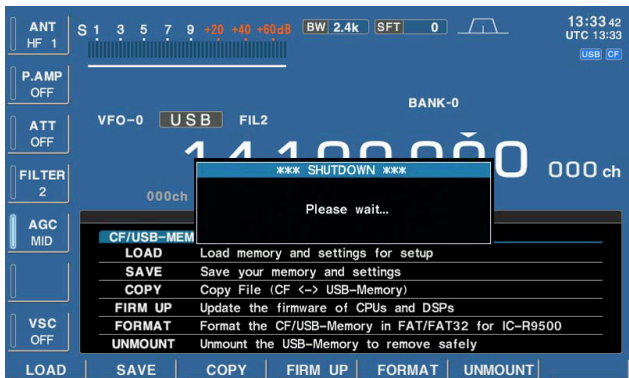 ANT
HF 1
S 1 3 5 7 9 +20 +40 +60dB
BW 2.4k
SFT 0
13:33 42
UTC 13:33
USB CF
P.AMP
OFF
BANK-0
VFO-0 USB FIL2
ATT
OFF
000 ch
*** SHUTDOWN ***
Please wait...
FILTER
2
000ch
AGC
MID
CF/USB-MEM
LOAD Load memory and settings for setup
SAVE Save your memory and settings
COPY Copy File (CF <-> USB-Memory)
FIRM UP Update the firmware of CPUs and DSPs
FORMAT Format the CF/USB-Memory in FAT/FAT32 for IC-R9500
UNMOUNT Unmount the USB-Memory to remove safely
VSC
OFF
LOAD SAVE COPY FIRM UP FORMAT UNMOUNT